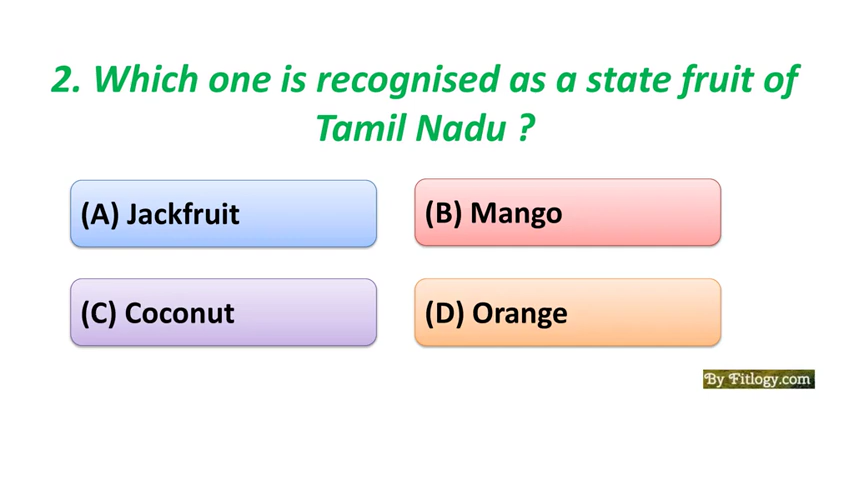 2. Which one is recognised as a state fruit of
Tamil Nadu ?
(A) Jackfruit
(B) Mango
(C) Coconut
(D) Orange
By Fitlogy.com